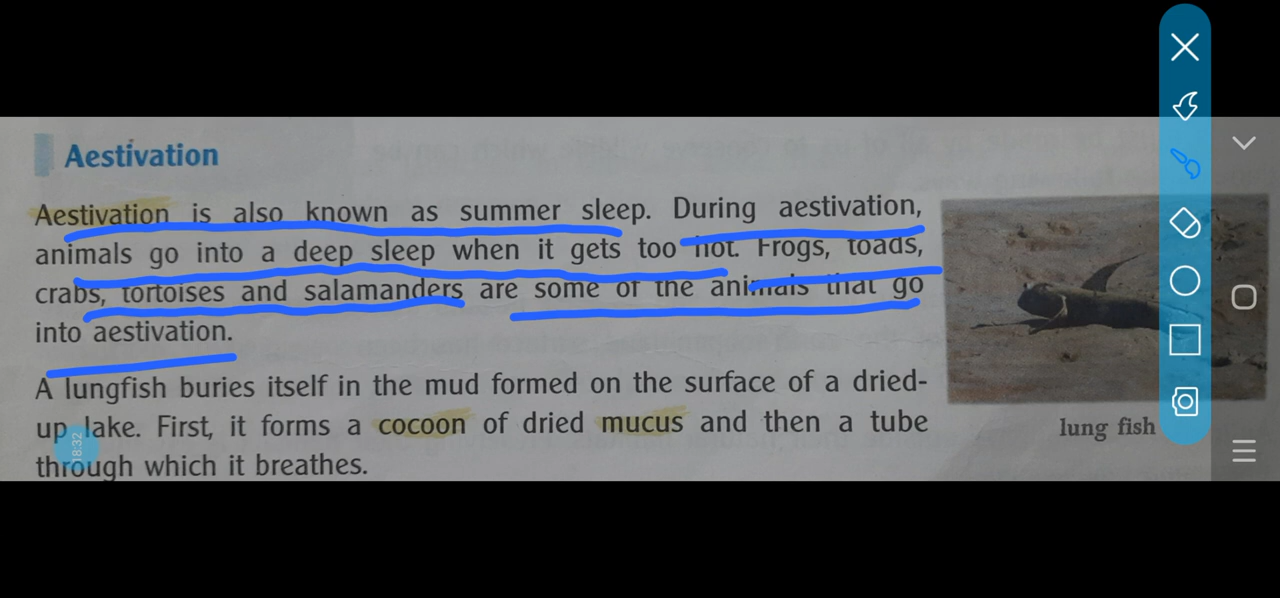 Aestivation
Aestivation is also known as summer sleep. During aestivation,
animals go into a deep sleep when it gets too hot. Frogs, toads,
crabs, tortoises and salamanders are some of the animals that go
into aestivation.
A lungfish buries itself in the mud formed on the surface of a dried-
up lake. First, it forms a cocoon of dried mucus and then a tube
through which it breathes.
lung fish
18:32